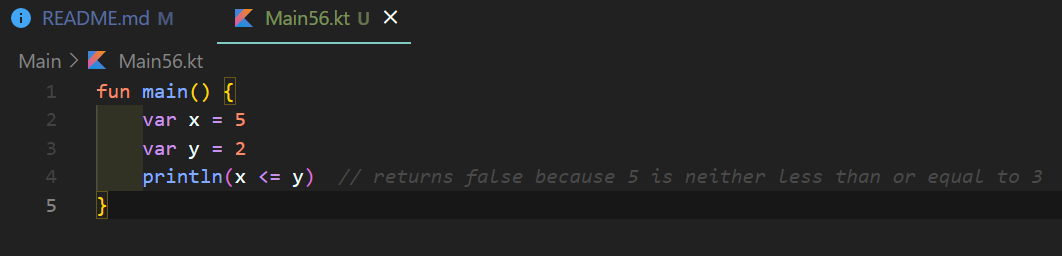 README.md M Main56.kt U ×
Main > Main56.kt
1 fun main() {
2     var x = 5
3     var y = 2
4     println(x <= y)  // returns false because 5 is neither less than or equal to 3
5 }